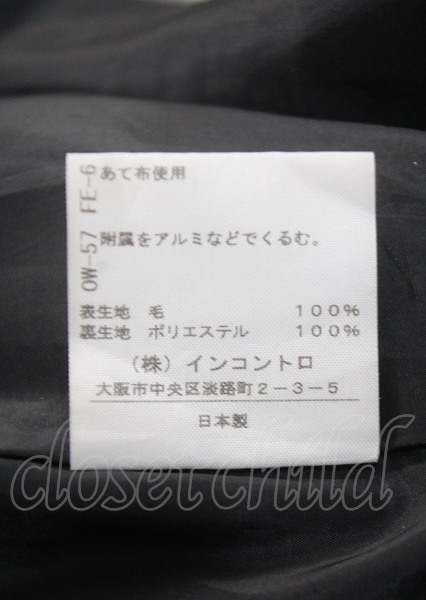 OW-57 FE-6
あて布使用
附属をアルミなどでくるむ。
表生地 毛 100%
裏生地 ポリエステル 100%
(株)インコントロ
大阪市中央区淡路町2-3-5
日本製
closet child